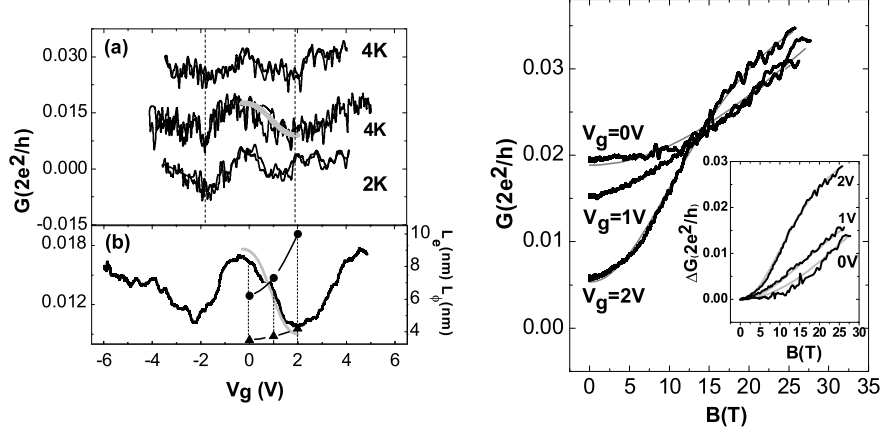 (a)
4K
4K
2K
0.030
0.015
0.000
-0.015
G(2e²/h)
(b)
0.018
0.012
10
8
6
4
Lₑ (nm) Lϕ (nm)
-6 -4 -2 0 2 4 6
Vg (V)
0.03
0.02
0.01
0.00
G(2e²/h)
Vg=0V
Vg=1V
Vg=2V
0 5 10 15 20 25 30 35
B(T)
0.03
0.02
0.01
0.00
ΔG(2e²/h)
2V
1V
0V
0 5 10 15 20 25 30
B(T)